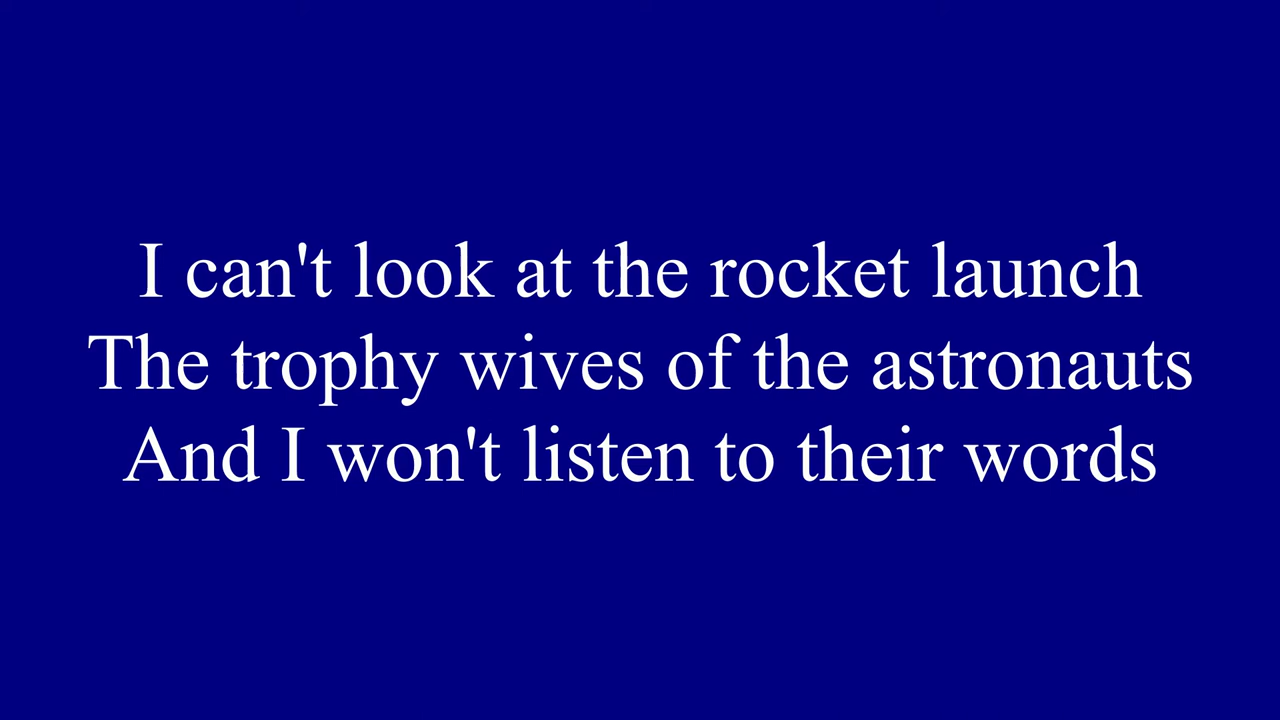 I can't look at the rocket launch
The trophy wives of the astronauts
And I won't listen to their words